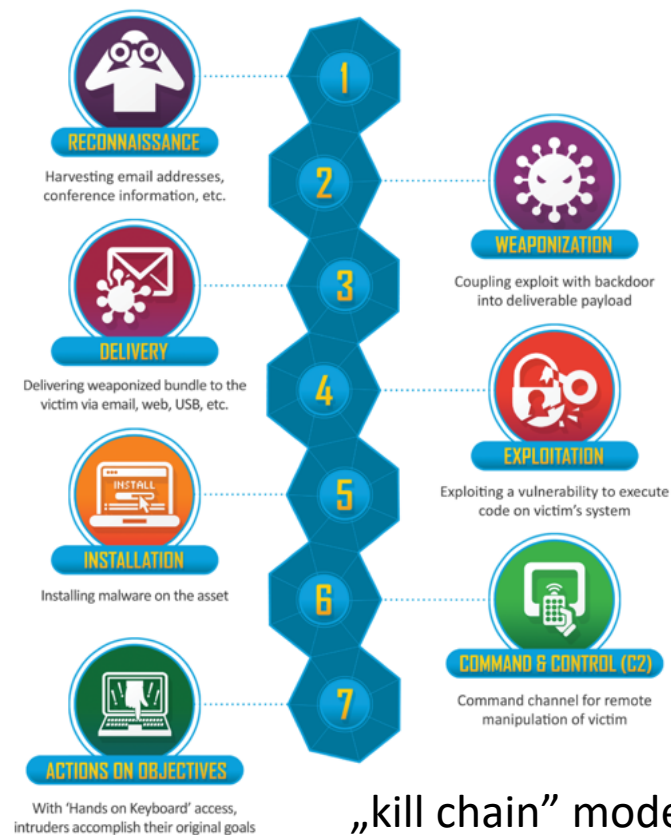 1
RECONNAISSANCE
Harvesting email addresses,
conference information, etc.
2
WEAPONIZATION
Coupling exploit with backdoor
into deliverable payload
3
DELIVERY
Delivering weaponized bundle to the
victim via email, web, USB, etc.
4
EXPLOITATION
Exploiting a vulnerability to execute
code on victim's system
5
INSTALL
INSTALLATION
Installing malware on the asset
6
COMMAND & CONTROL (C2)
Command channel for remote
manipulation of victim
7
ACTIONS ON OBJECTIVES
With 'Hands on Keyboard' access,
intruders accomplish their original goals
„kill chain” mode